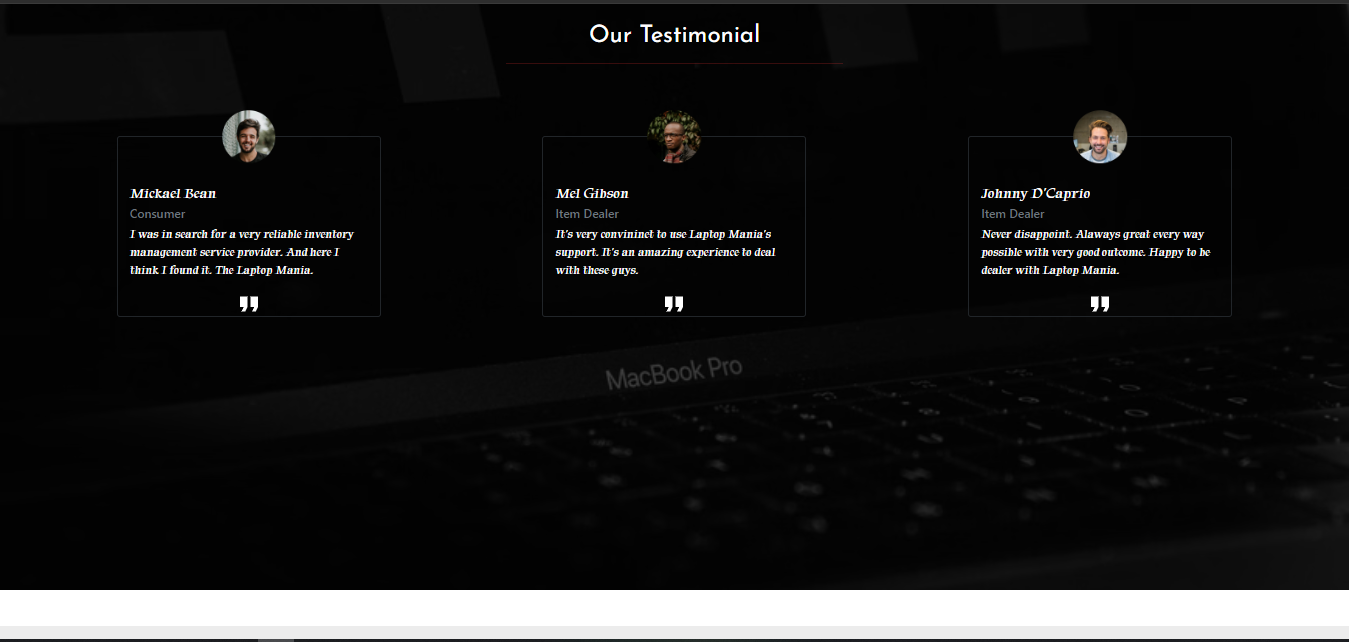 Our Testimonial
Mickael Bean
Consumer
I was in search for a very reliable inventory
management service provider. And here I
think I found it. The Laptop Mania.
Mel Gibson
Item Dealer
It's very convininet to use Laptop Mania's
support. It's an amazing experience to deal
with these guys.
Johnny D'Caprio
Item Dealer
Never disappoint. Alaways great every way
possible with very good outcome. Happy to be
dealer with Laptop Mania.
MacBook Pro